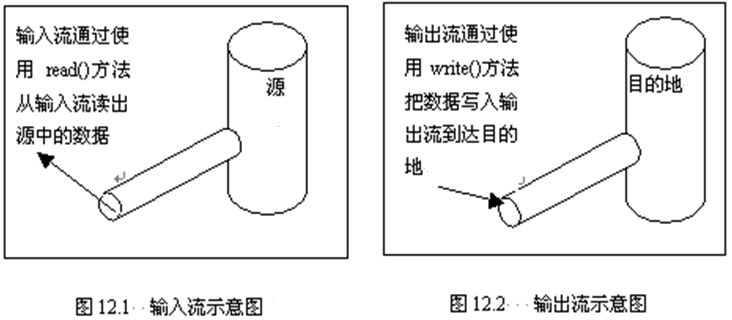 输入流通过使
用 read()方法
从输入流读出
源中的数据
源
图 12.1 输入流示意图
输出流通过使
用 write()方法
把数据写入输
出流到达目的
地
目的地
图 12.2 输出流示意图